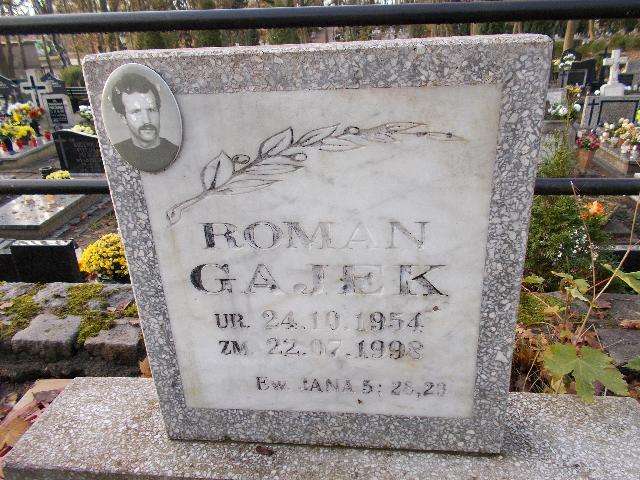 ROMAN
GAJEK
UR. 24.10.1954
ZM. 22.07.1998
Ew. JANA 5: 28,29